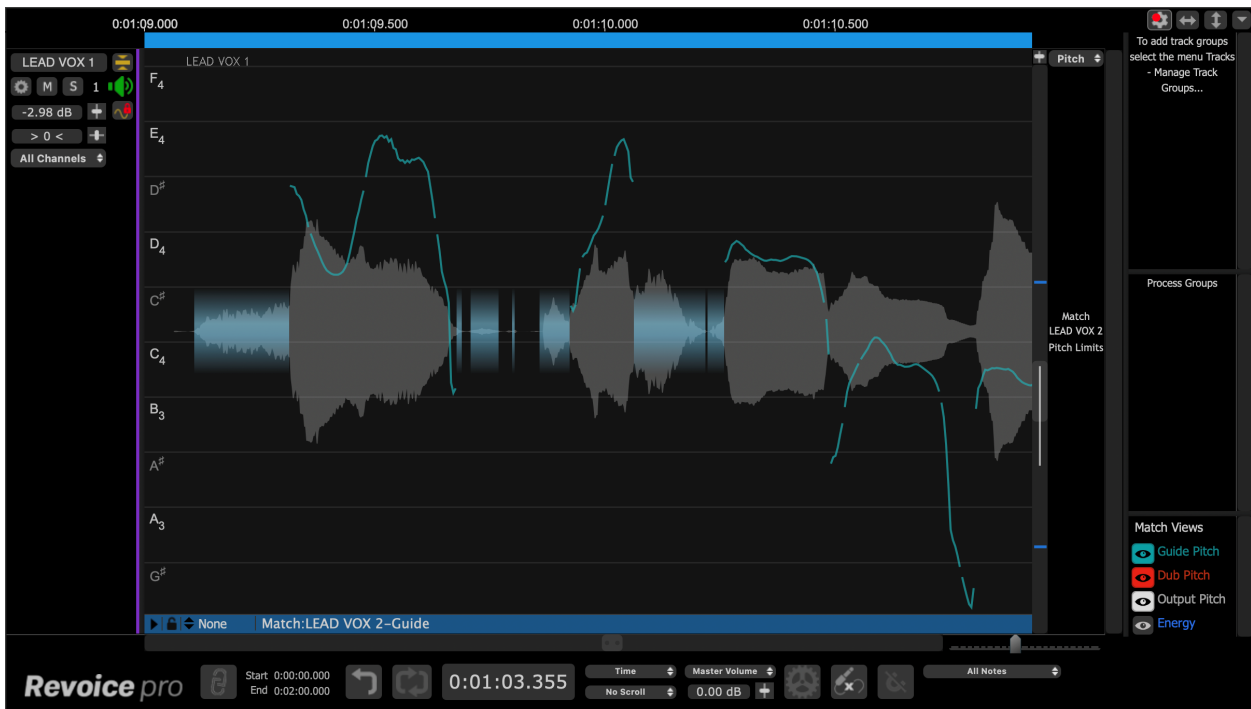 0:01:09.000 0:01:09.500 0:01:10.000 0:01:10.500
LEAD VOX 1
M S 1
-2.98 dB
> 0 <
All Channels
LEAD VOX 1
F4
E4
D♯
D4
C♯
C4
B3
A♯
A3
G♯
None Match:LEAD VOX 2-Guide
Pitch
Match
LEAD VOX 2
Pitch Limits
To add track groups
select the menu Tracks
- Manage Track
Groups...
Process Groups
Match Views
Guide Pitch
Dub Pitch
Output Pitch
Energy
Revoice pro
Start 0:00:00.000
End 0:02:00.000
0:01:03.355
Time
No Scroll
Master Volume
0.00 dB
All Notes